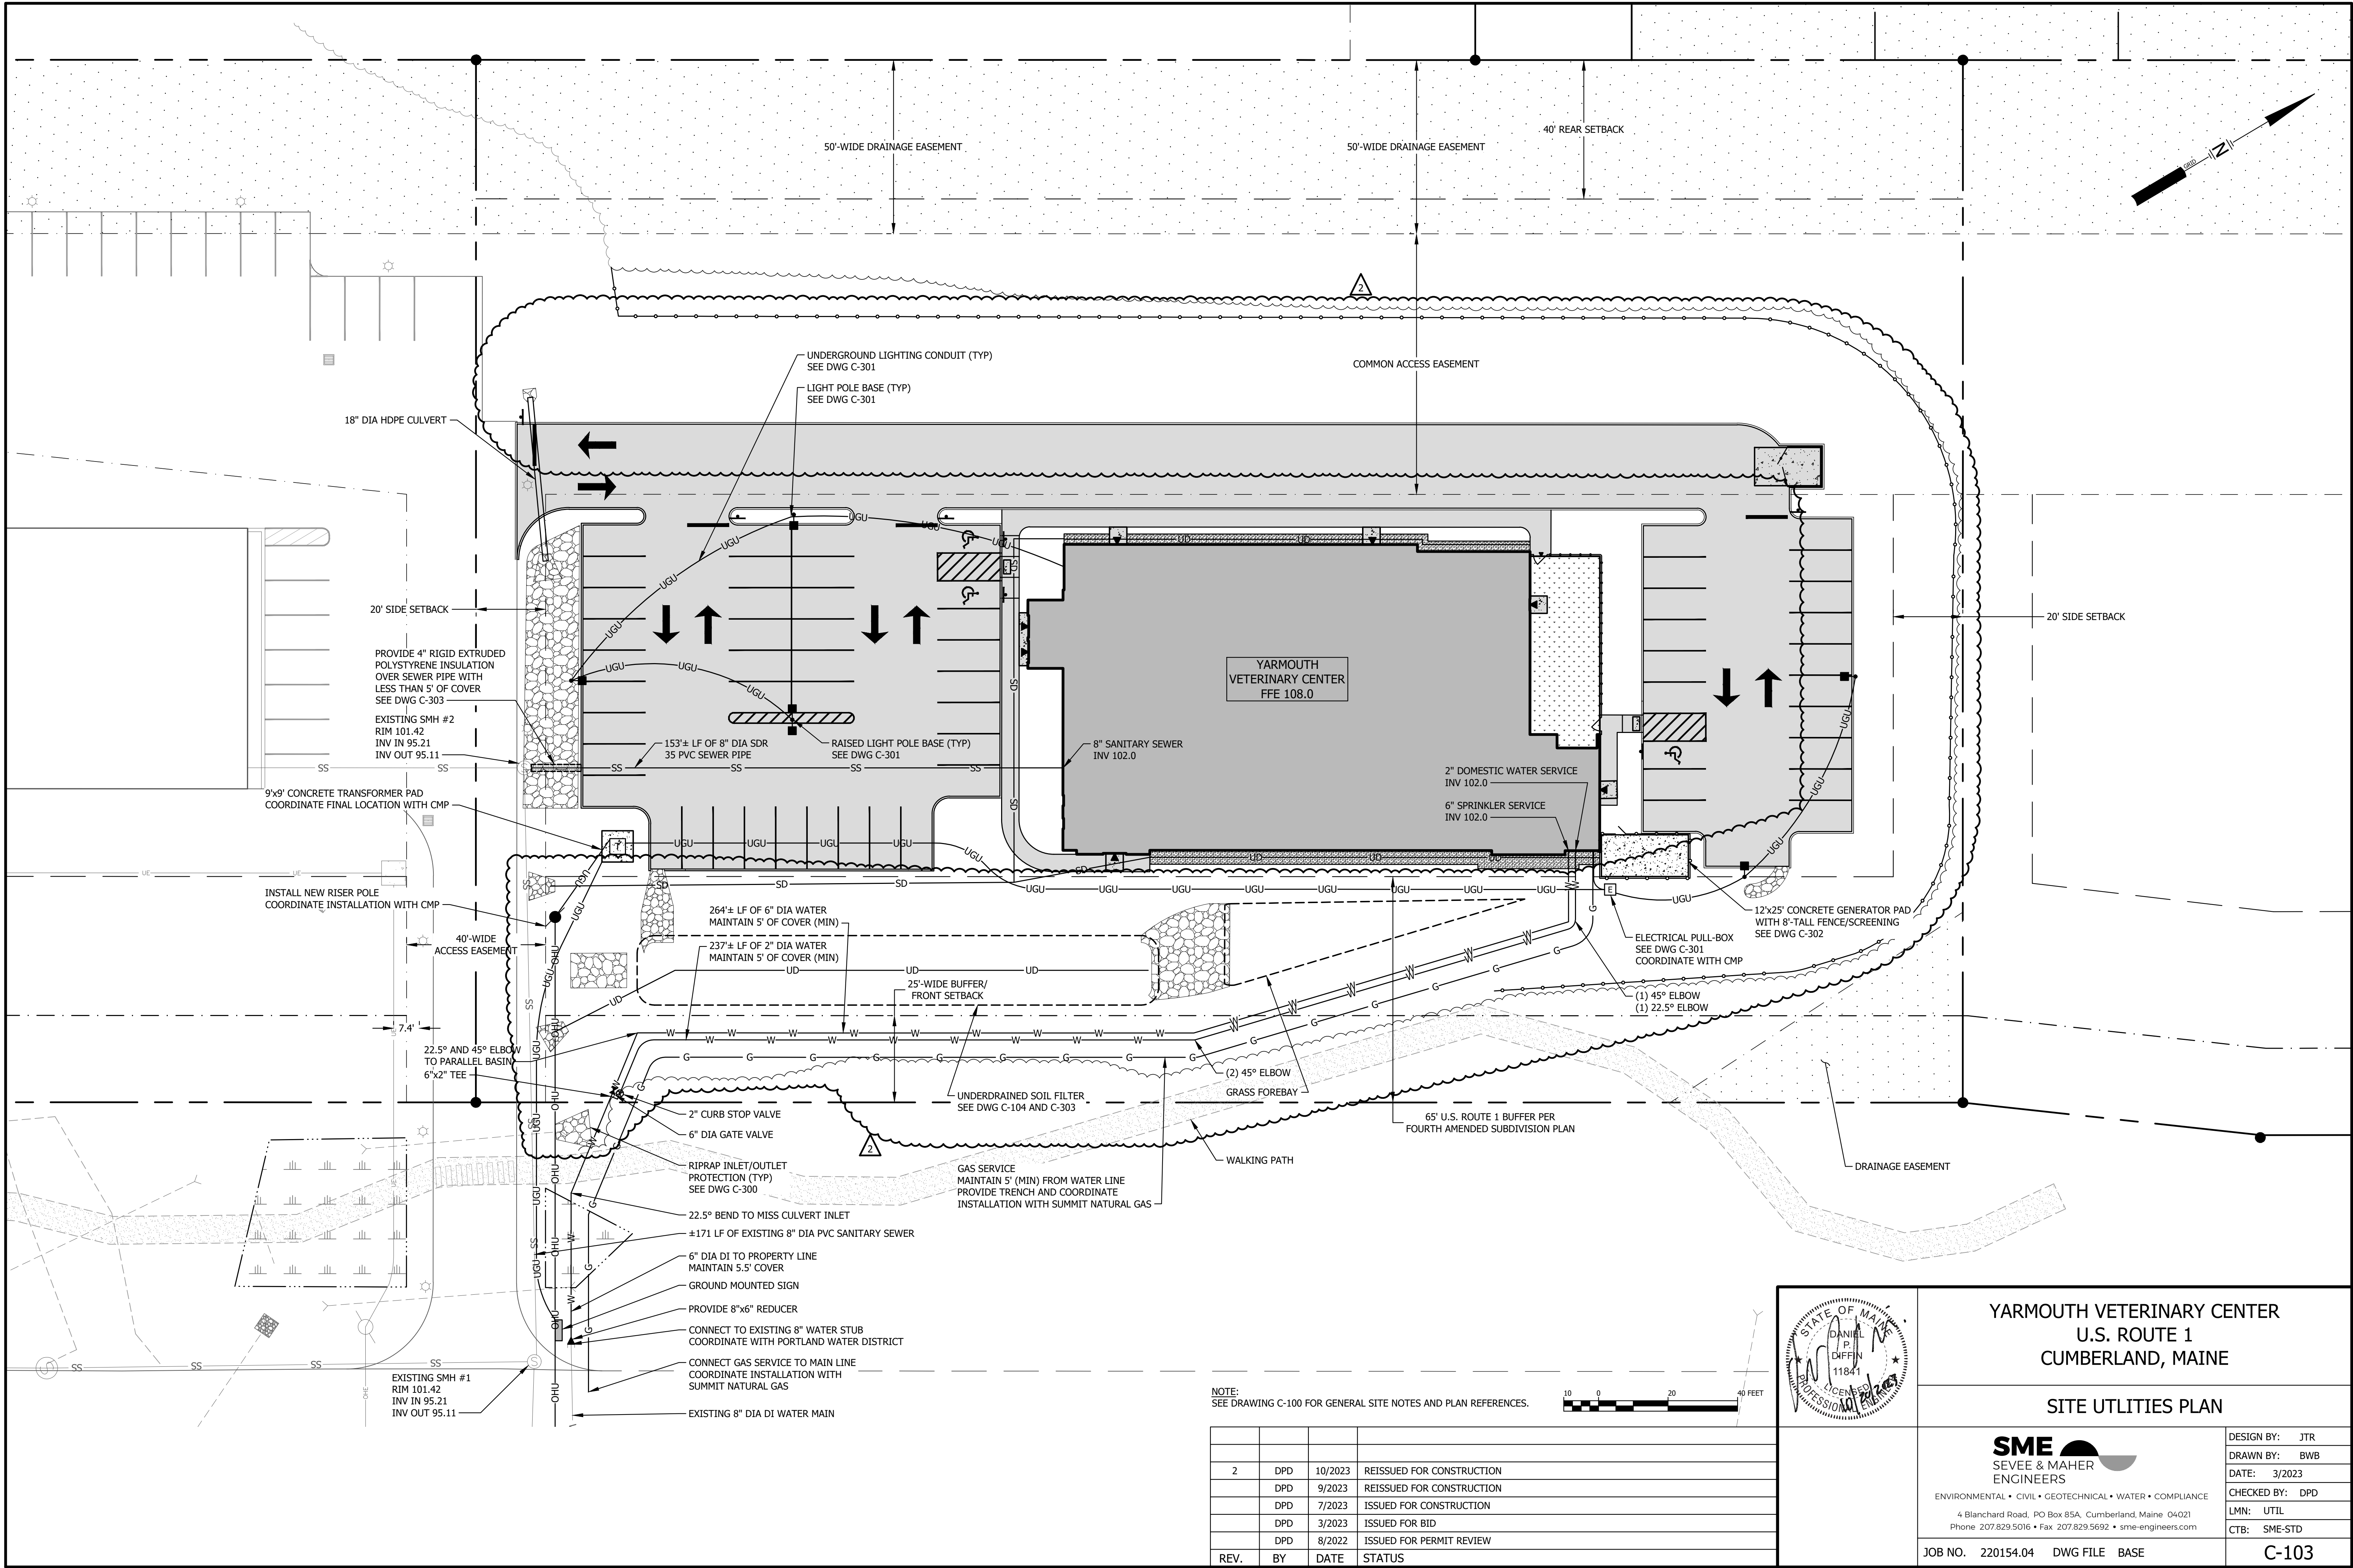 50'-WIDE DRAINAGE EASEMENT
50'-WIDE DRAINAGE EASEMENT
40' REAR SETBACK
GRID
N
2
UNDERGROUND LIGHTING CONDUIT (TYP)
SEE DWG C-301
LIGHT POLE BASE (TYP)
SEE DWG C-301
COMMON ACCESS EASEMENT
18" DIA HDPE CULVERT
20' SIDE SETBACK
20' SIDE SETBACK
PROVIDE 4" RIGID EXTRUDED
POLYSTYRENE INSULATION
OVER SEWER PIPE WITH
LESS THAN 5' OF COVER
SEE DWG C-303
EXISTING SMH #2
RIM 101.42
INV IN 95.21
INV OUT 95.11
YARMOUTH
VETERINARY CENTER
FFE 108.0
153'± LF OF 8" DIA SDR
35 PVC SEWER PIPE
RAISED LIGHT POLE BASE (TYP)
SEE DWG C-301
8" SANITARY SEWER
INV 102.0
2" DOMESTIC WATER SERVICE
INV 102.0
6" SPRINKLER SERVICE
INV 102.0
9'x9' CONCRETE TRANSFORMER PAD
COORDINATE FINAL LOCATION WITH CMP
T
E
INSTALL NEW RISER POLE
COORDINATE INSTALLATION WITH CMP
40'-WIDE
ACCESS EASEMENT
264'± LF OF 6" DIA WATER
MAINTAIN 5' OF COVER (MIN)
237'± LF OF 2" DIA WATER
MAINTAIN 5' OF COVER (MIN)
25'-WIDE BUFFER/
FRONT SETBACK
12'x25' CONCRETE GENERATOR PAD
WITH 8'-TALL FENCE/SCREENING
SEE DWG C-302
ELECTRICAL PULL-BOX
SEE DWG C-301
COORDINATE WITH CMP
(1) 45° ELBOW
(1) 22.5° ELBOW
7.4'
22.5° AND 45° ELBOW
TO PARALLEL BASIN
6"x2" TEE
(2) 45° ELBOW
GRASS FOREBAY
UNDERDRAINED SOIL FILTER
SEE DWG C-104 AND C-303
2" CURB STOP VALVE
6" DIA GATE VALVE
65' U.S. ROUTE 1 BUFFER PER
FOURTH AMENDED SUBDIVISION PLAN
2
WALKING PATH
DRAINAGE EASEMENT
RIPRAP INLET/OUTLET
PROTECTION (TYP)
SEE DWG C-300
GAS SERVICE
MAINTAIN 5' (MIN) FROM WATER LINE
PROVIDE TRENCH AND COORDINATE
INSTALLATION WITH SUMMIT NATURAL GAS
22.5° BEND TO MISS CULVERT INLET
±171 LF OF EXISTING 8" DIA PVC SANITARY SEWER
6" DIA DI TO PROPERTY LINE
MAINTAIN 5.5' COVER
GROUND MOUNTED SIGN
PROVIDE 8"x6" REDUCER
CONNECT TO EXISTING 8" WATER STUB
COORDINATE WITH PORTLAND WATER DISTRICT
CONNECT GAS SERVICE TO MAIN LINE
COORDINATE INSTALLATION WITH
SUMMIT NATURAL GAS
EXISTING SMH #1
RIM 101.42
INV IN 95.21
INV OUT 95.11
EXISTING 8" DIA DI WATER MAIN
NOTE:
SEE DRAWING C-100 FOR GENERAL SITE NOTES AND PLAN REFERENCES.
10 0 20 40 FEET
2 DPD 10/2023 REISSUED FOR CONSTRUCTION
DPD 9/2023 REISSUED FOR CONSTRUCTION
DPD 7/2023 ISSUED FOR CONSTRUCTION
DPD 3/2023 ISSUED FOR BID
DPD 8/2022 ISSUED FOR PERMIT REVIEW
REV. BY DATE STATUS
STATE OF MAINE
DANIEL
P.
DIFFIN
11841
LICENSED
PROFESSIONAL ENGINEER
YARMOUTH VETERINARY CENTER
U.S. ROUTE 1
CUMBERLAND, MAINE
SITE UTLITIES PLAN
SME
SEVEE & MAHER
ENGINEERS
ENVIRONMENTAL • CIVIL • GEOTECHNICAL • WATER • COMPLIANCE
4 Blanchard Road, PO Box 85A, Cumberland, Maine 04021
Phone 207.829.5016 • Fax 207.829.5692 • sme-engineers.com
DESIGN BY: JTR
DRAWN BY: BWB
DATE: 3/2023
CHECKED BY: DPD
LMN: UTIL
CTB: SME-STD
JOB NO. 220154.04 DWG FILE BASE
C-103